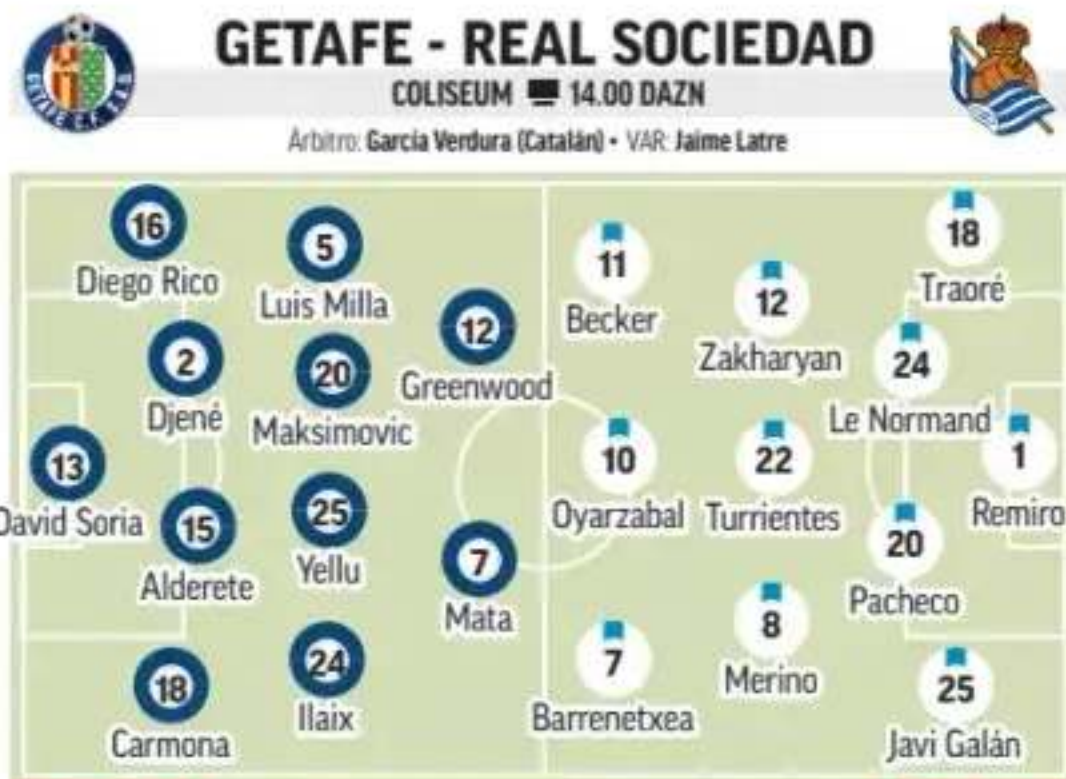 GETAFE - REAL SOCIEDAD
COLISEUM 14.00 DAZN
Árbitro: García Verdura (Catalán) • VAR: Jaime Latre
GETAFE C.F. S.A.D.
16
Diego Rico
5
Luis Milla
2
Djené
12
Greenwood
20
Maksimovic
13
David Soria
15
Alderete
25
Yellu
7
Mata
18
Carmona
24
Ilaix
11
Becker
12
Zakharyan
18
Traoré
24
Le Normand
10
Oyarzabal
22
Turrientes
1
Remiro
20
Pacheco
7
Barrenetxea
8
Merino
25
Javi Galán